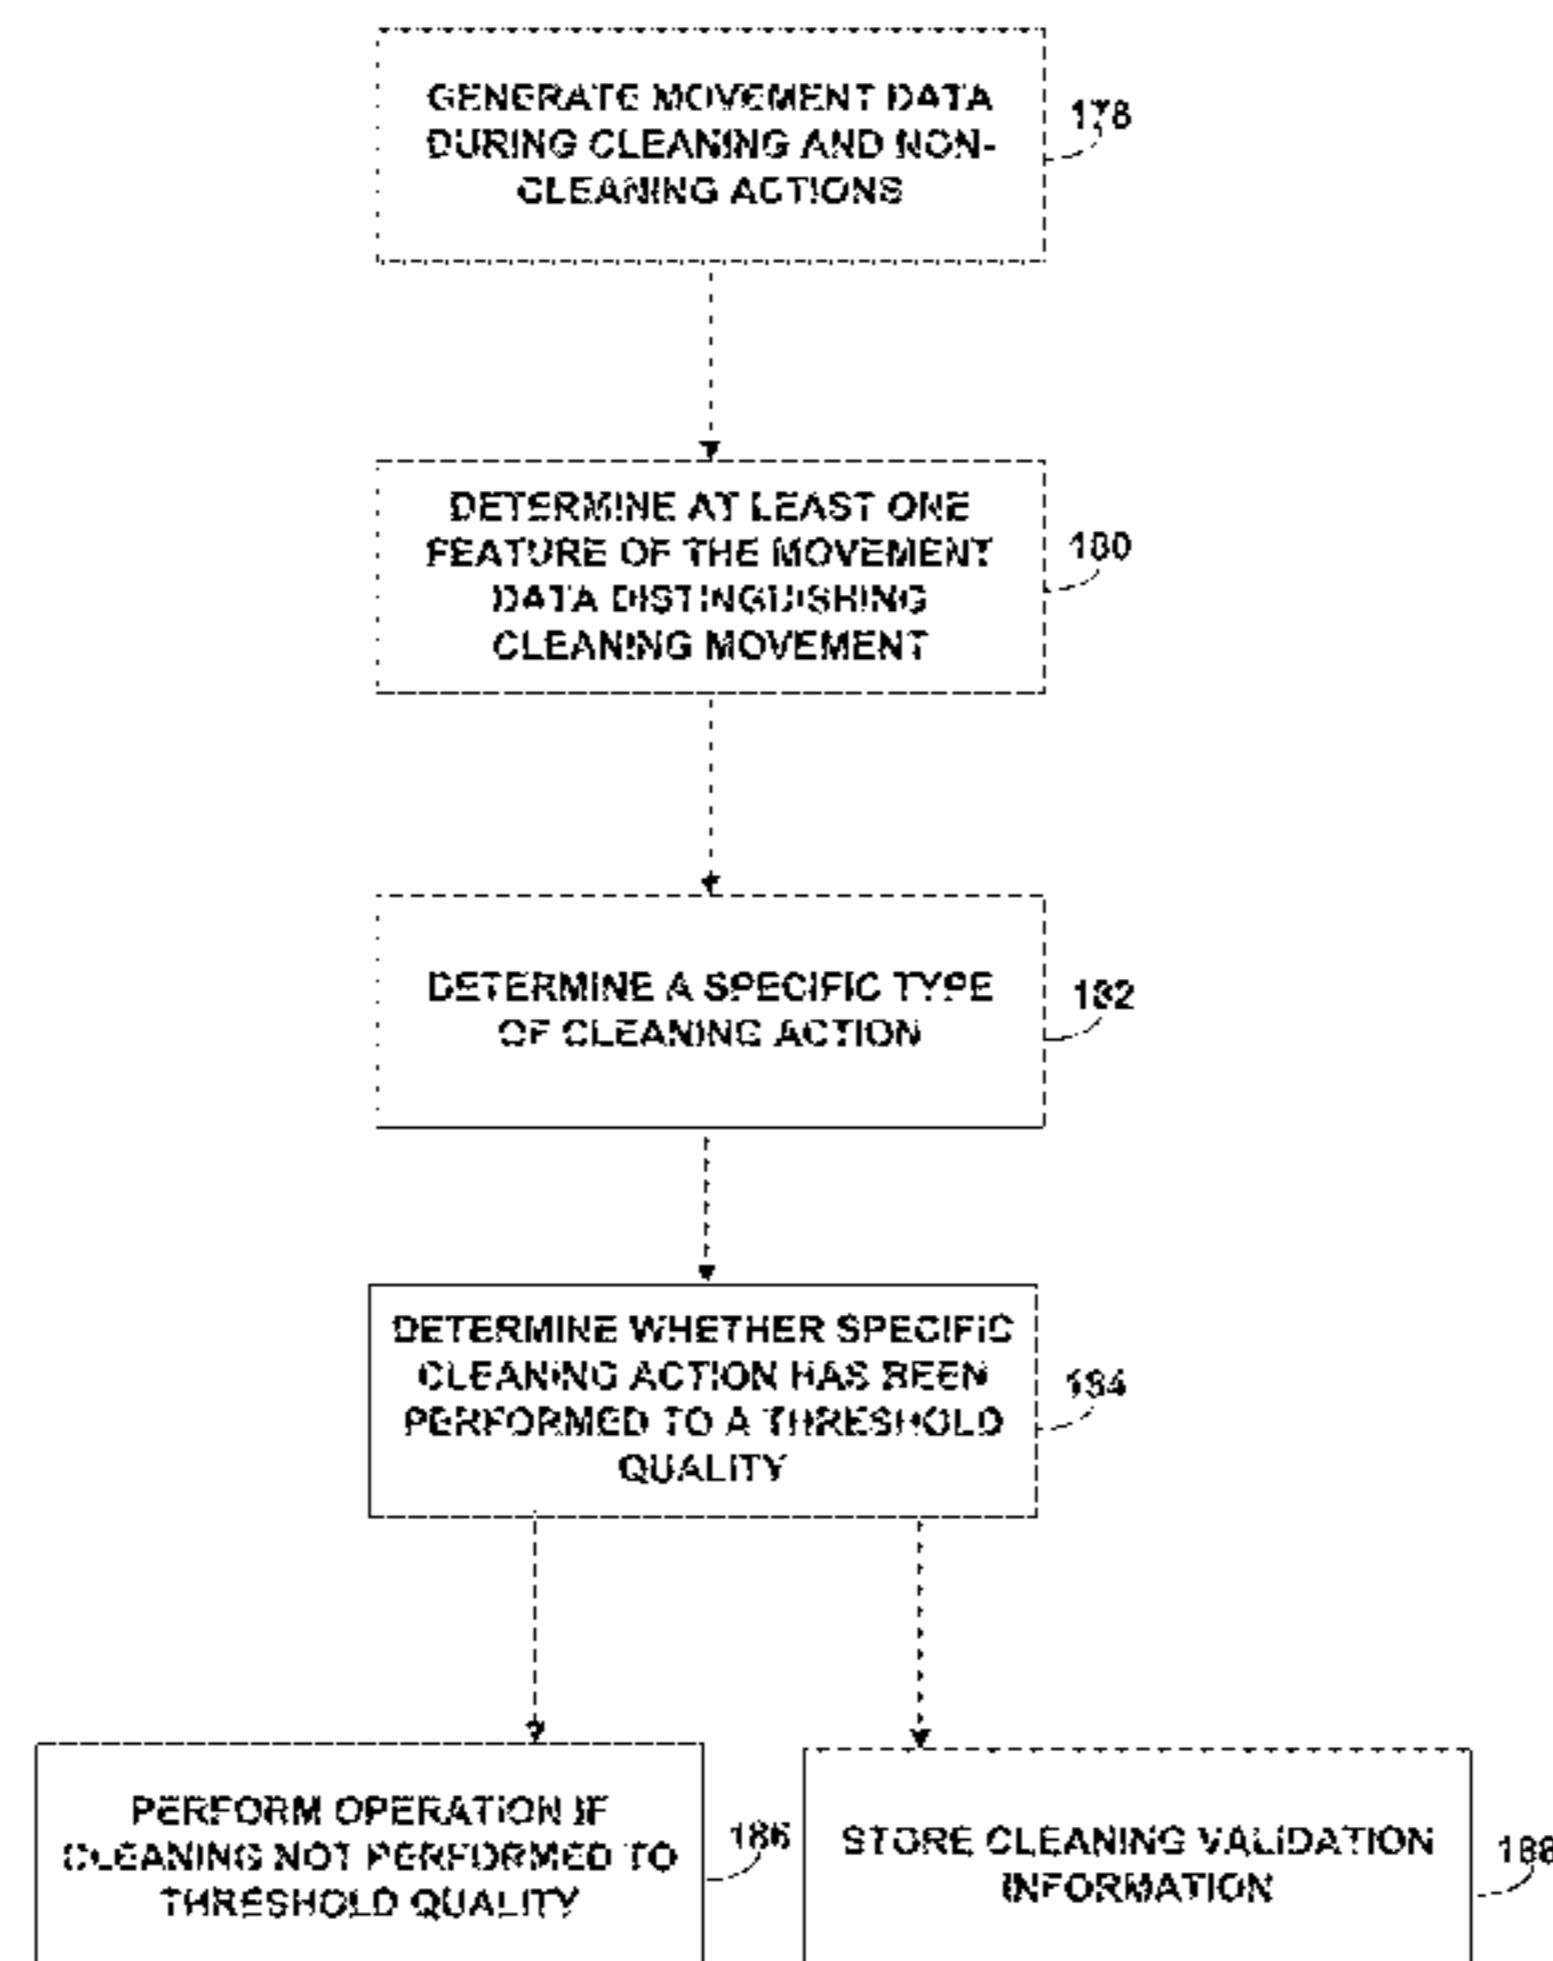 GENERATE MOVEMENT DATA
DURING CLEANING AND NON-
CLEANING ACTIONS
178
DETERMINE AT LEAST ONE
FEATURE OF THE MOVEMENT
DATA DISTINGUISHING
CLEANING MOVEMENT
180
DETERMINE A SPECIFIC TYPE
OF CLEANING ACTION
182
DETERMINE WHETHER SPECIFIC
CLEANING ACTION HAS BEEN
PERFORMED TO A THRESHOLD
QUALITY
184
PERFORM OPERATION IF
CLEANING NOT PERFORMED TO
THRESHOLD QUALITY
186
STORE CLEANING VALIDATION
INFORMATION
188